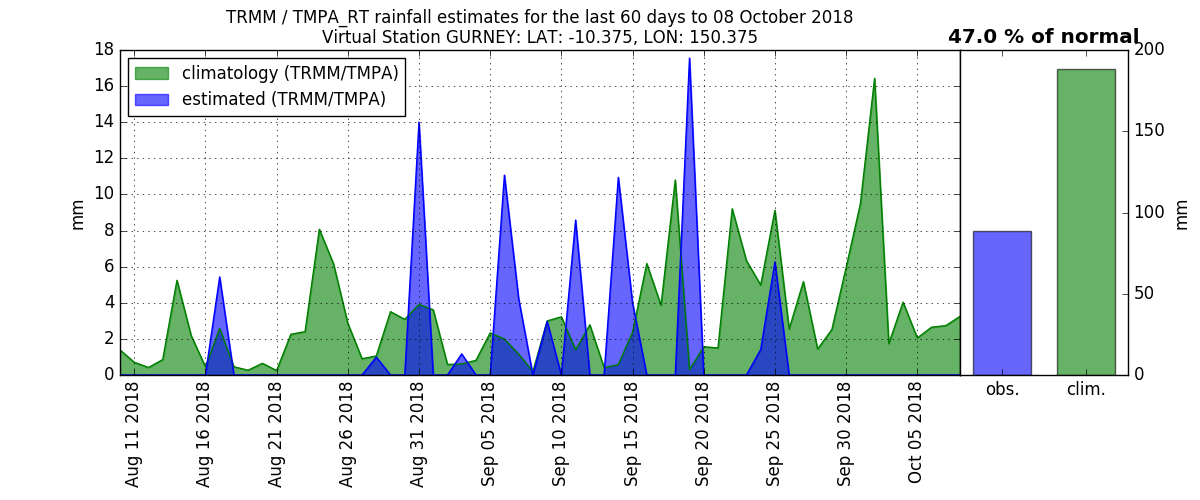 TRMM / TMPA_RT rainfall estimates for the last 60 days to 08 October 2018
Virtual Station GURNEY: LAT: -10.375, LON: 150.375
47.0 % of normal
climatology (TRMM/TMPA)
estimated (TRMM/TMPA)
mm
18
16
14
12
10
8
6
4
2
0
Aug 11 2018
Aug 16 2018
Aug 21 2018
Aug 26 2018
Aug 31 2018
Sep 05 2018
Sep 10 2018
Sep 15 2018
Sep 20 2018
Sep 25 2018
Sep 30 2018
Oct 05 2018
obs.
clim.
200
150
100
50
0
mm